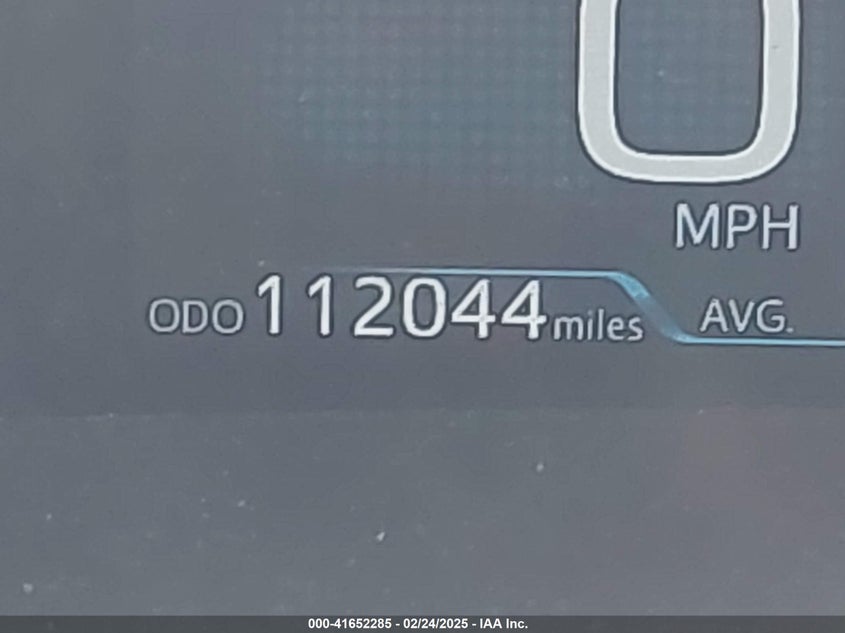 0
MPH
ODO 112044 miles AVG.
000-41652285 - 02/24/2025 - IAA Inc.